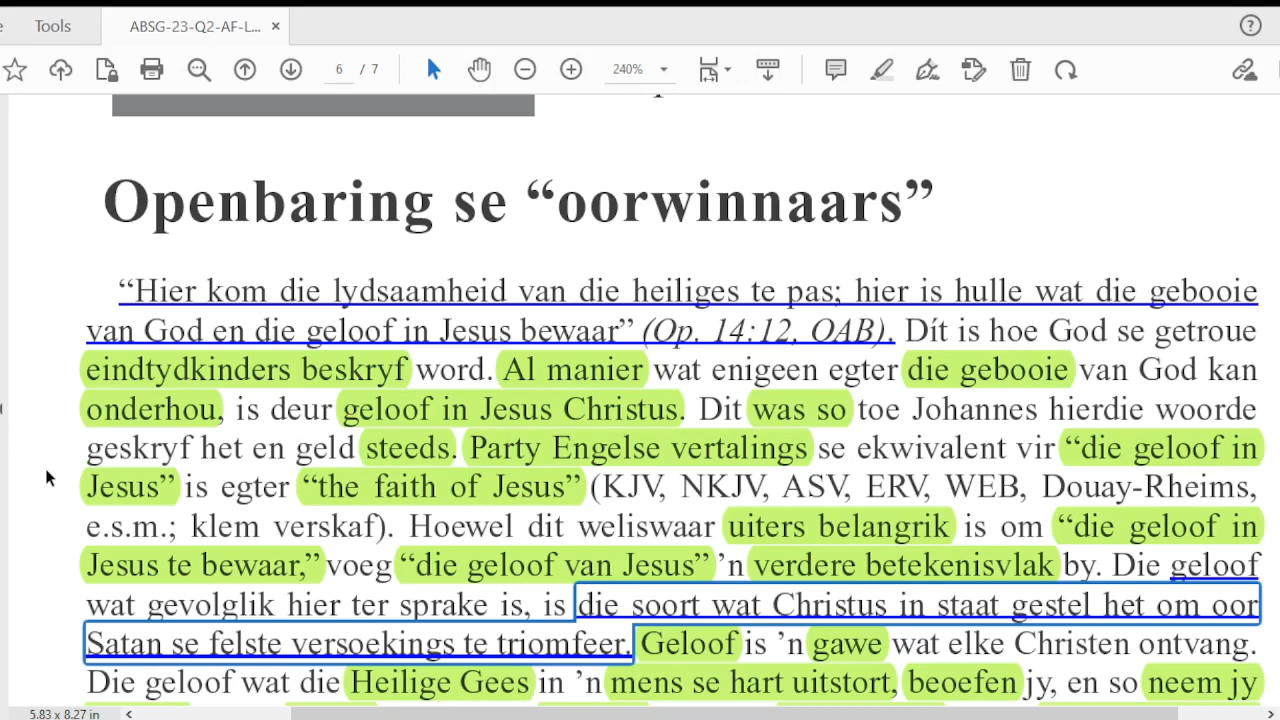 Tools
ABSG-23-Q2-AF-L... ×
6 / 7
240%
Openbaring se “oorwinnaars”
“Hier kom die lydsaamheid van die heiliges te pas; hier is hulle wat die gebooie
van God en die geloof in Jesus bewaar” (Op. 14:12, OAB). Dít is hoe God se getroue
eindtydkinders beskryf word. Al manier wat enigeen egter die gebooie van God kan
onderhou, is deur geloof in Jesus Christus. Dit was so toe Johannes hierdie woorde
geskryf het en geld steeds. Party Engelse vertalings se ekwivalent vir “die geloof in
Jesus” is egter “the faith of Jesus” (KJV, NKJV, ASV, ERV, WEB, Douay-Rheims,
e.s.m.; klem verskaf). Hoewel dit weliswaar uiters belangrik is om “die geloof in
Jesus te bewaar,” voeg “die geloof van Jesus” ’n verdere betekenisvlak by. Die geloof
wat gevolglik hier ter sprake is, is die soort wat Christus in staat gestel het om oor
Satan se felste versoekings te triomfeer. Geloof is ’n gawe wat elke Christen ontvang.
Die geloof wat die Heilige Gees in ’n mens se hart uitstort, beoefen jy, en so neem jy
5.83 x 8.27 in